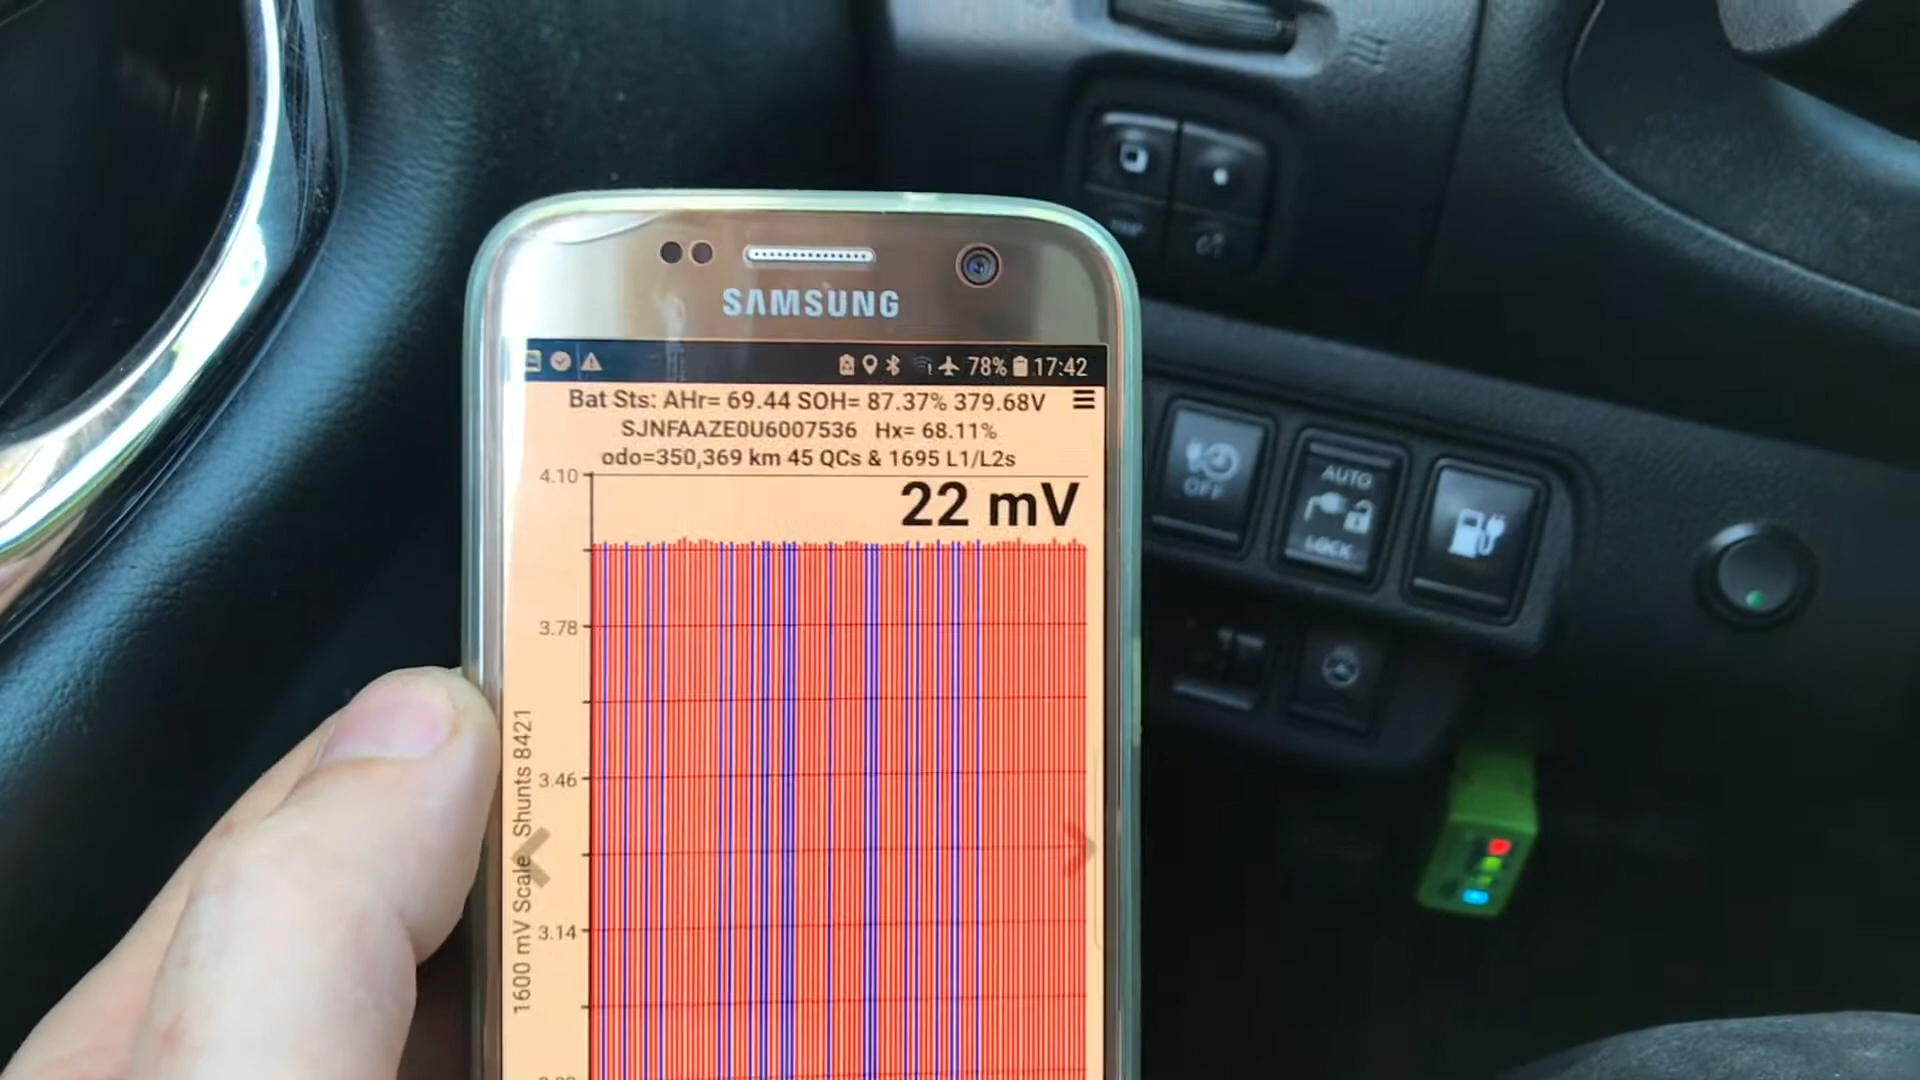 SAMSUNG
78% 17:42
Bat Sts: AHr= 69.44 SOH= 87.37% 379.68V
SJNFAAZE0U6007536 Hx= 68.11%
odo=350,369 km 45 QCs & 1695 L1/L2s
22 mV
4.10
3.78
3.46
3.14
1600 mV Scale Shunts 8421
OFF
AUTO
LOCK